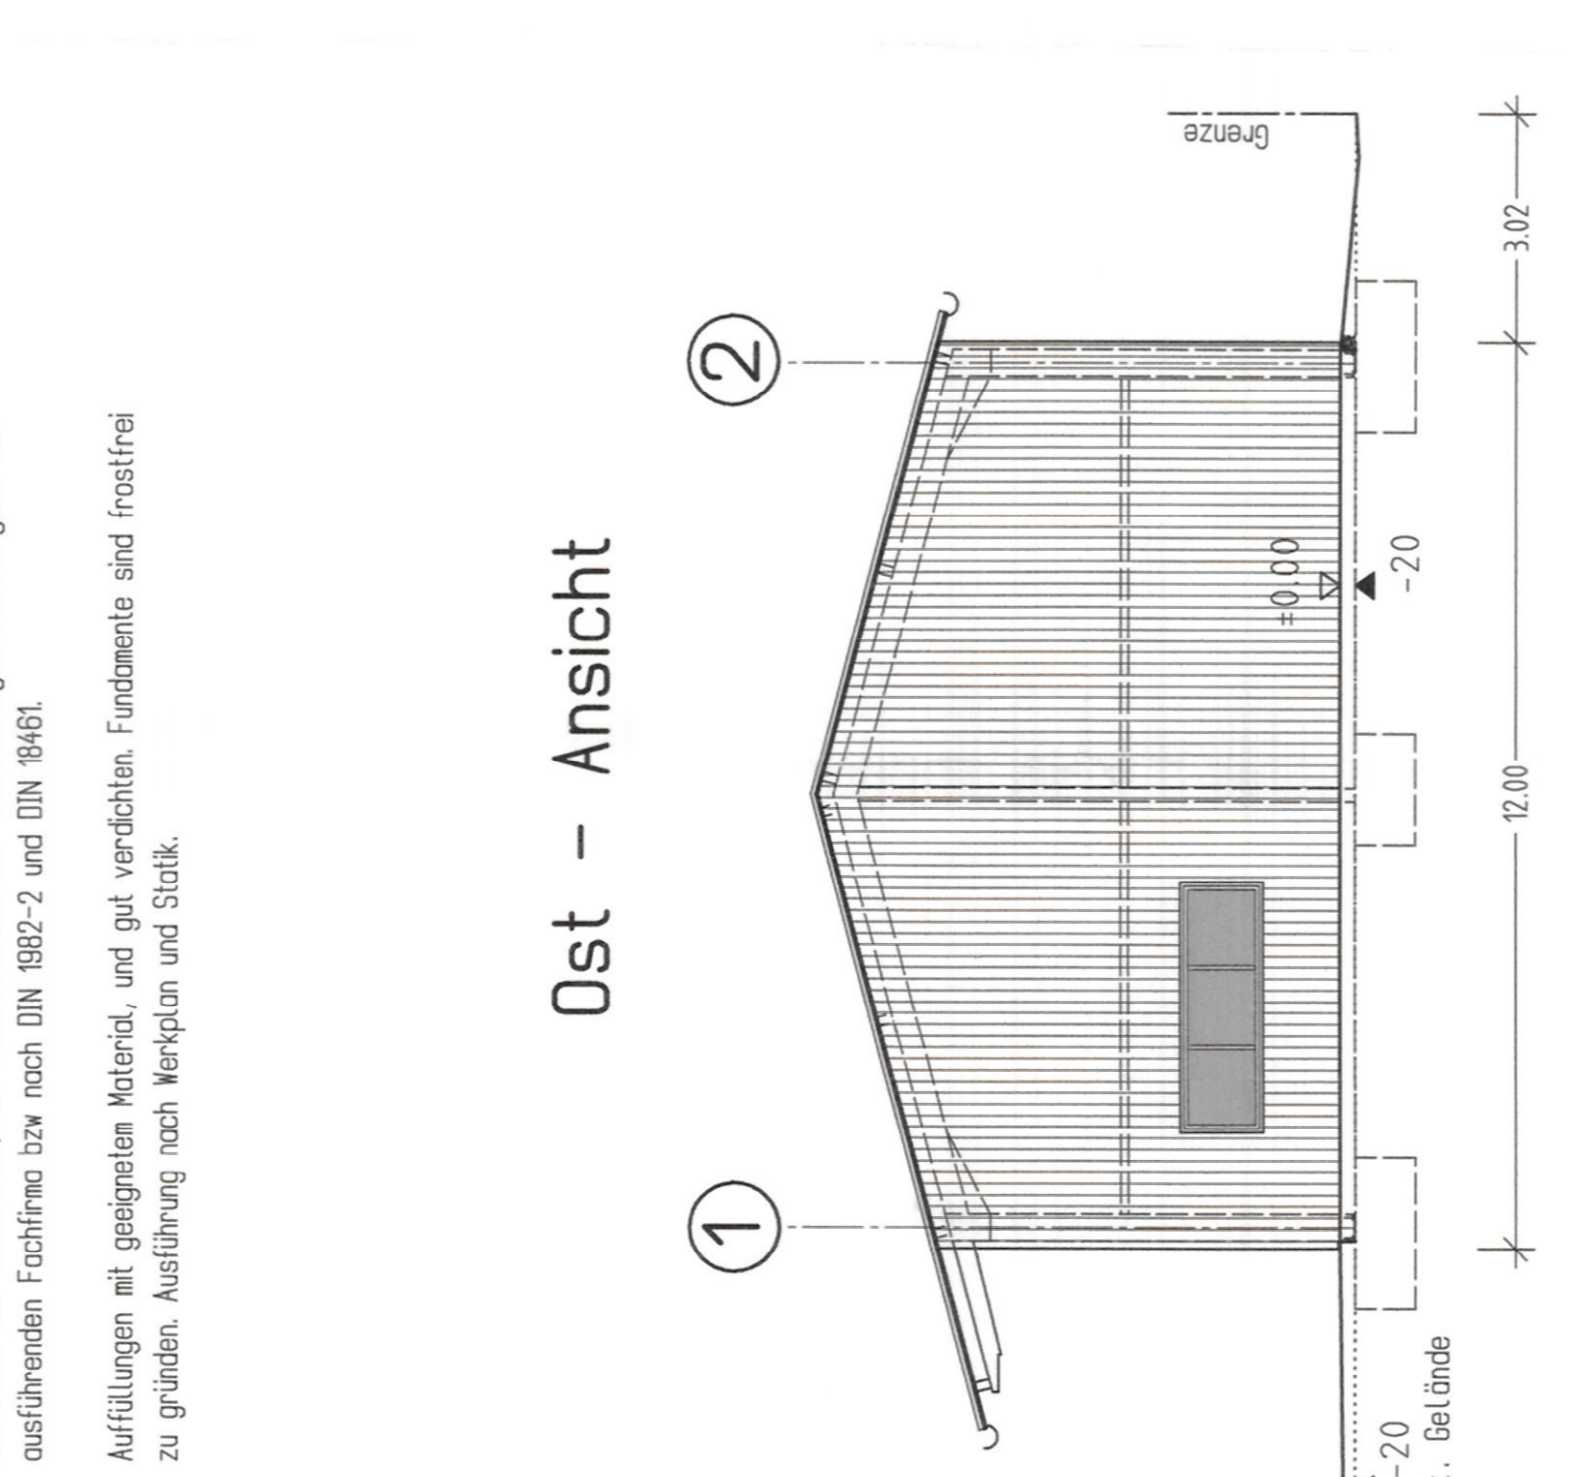 ausführenden Fachfirma bzw nach DIN 1982-2 und DIN 18461.
Auffüllungen mit geeignetem Material, und gut verdichten. Fundamente sind frostfrei
zu gründen. Ausführung nach Werkplan und Statik.
Ost - Ansicht
1
2
Grenze
±0,00
-20
-20
Gelände
12.00
3.02